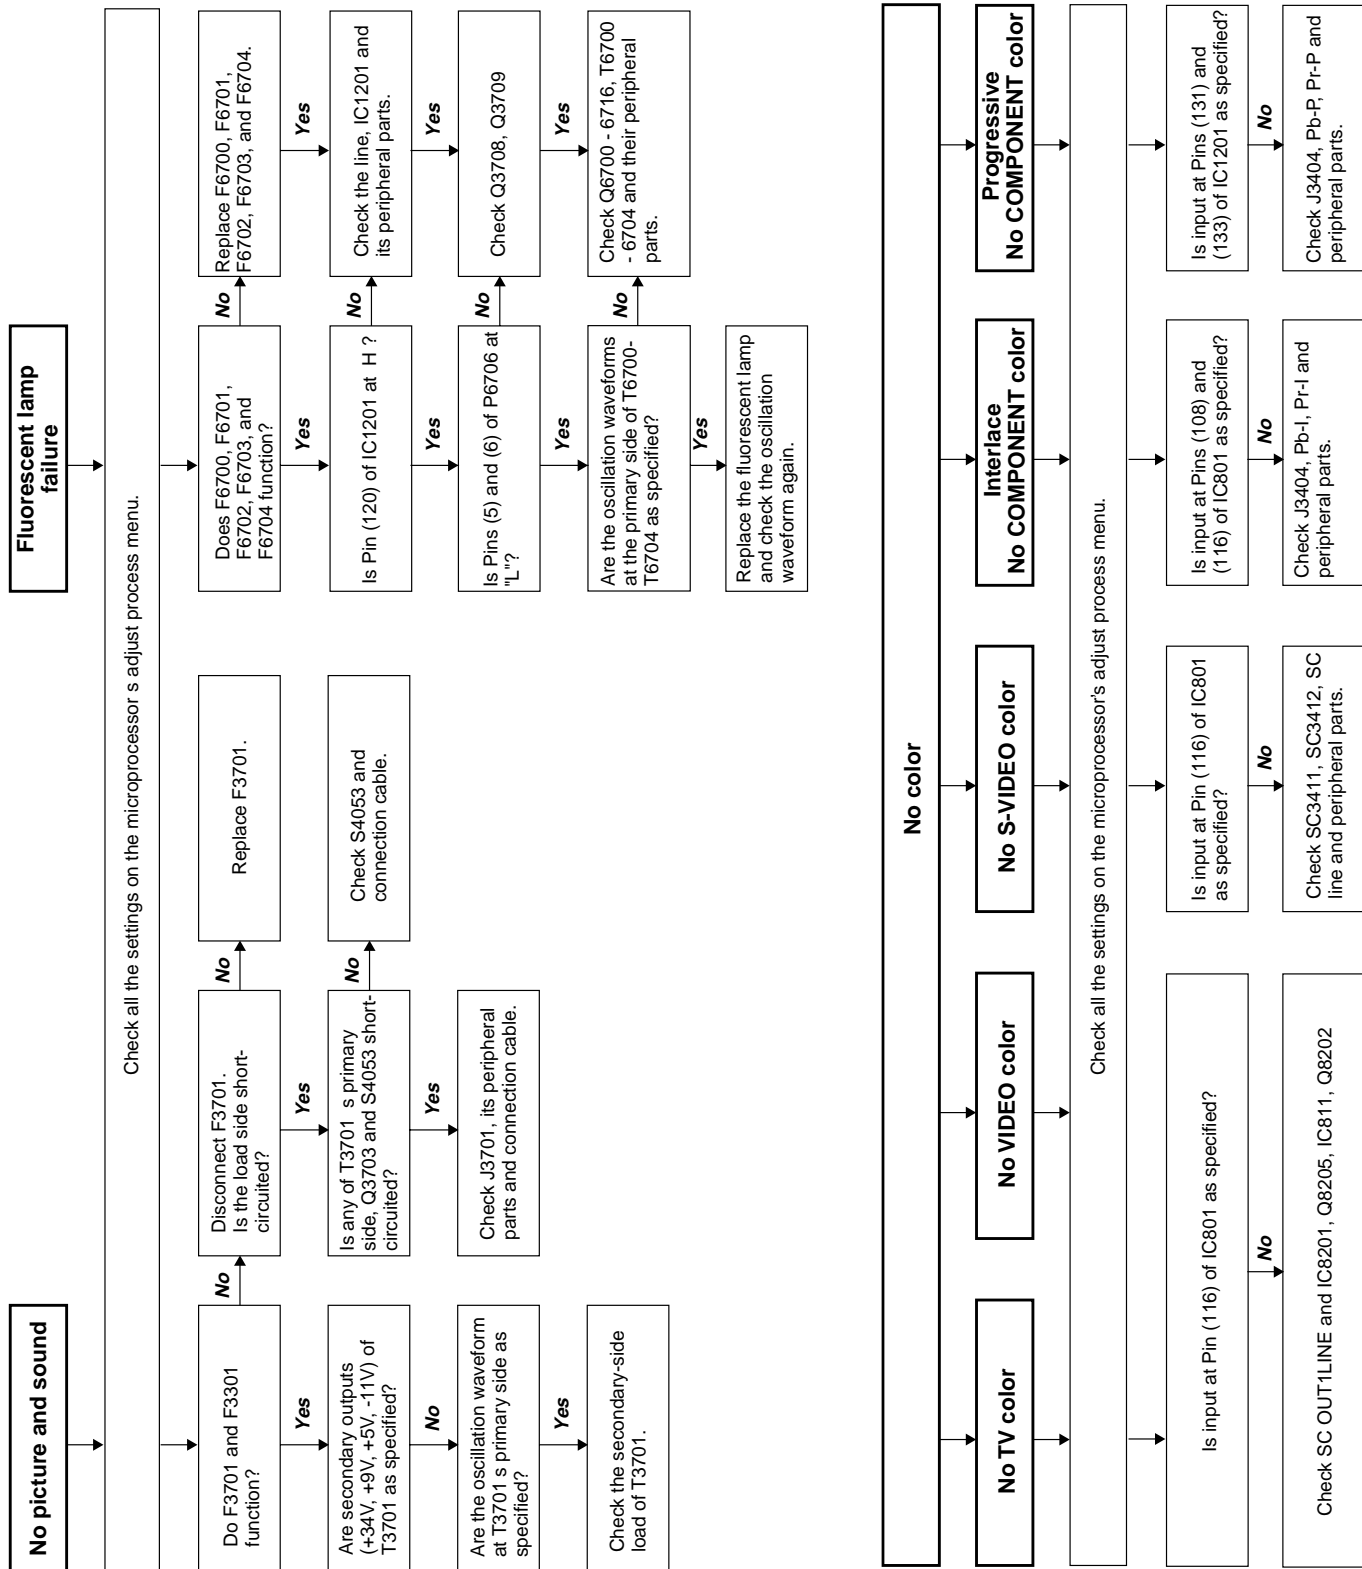 No picture and sound
Fluorescent lamp
failure
Check all the settings on the microprocessor s adjust process menu.
Do F3701 and F3301
function?
No
Disconnect F3701.
Is the load side short-
circuited?
No
Replace F3701.
Yes
Are secondary outputs
(+34V, +9V, +5V, -11V) of
T3701 as specified?
Yes
Is any of T3701 s primary
side, Q3703 and S4053 short-
circuited?
No
Check S4053 and
connection cable.
No
Are the oscillation waveform
at T3701 s primary side as
specified?
Yes
Check J3701, its peripheral
parts and connection cable.
Yes
Check the secondary-side
load of T3701.
Does F6700, F6701,
F6702, F6703, and
F6704 function?
No
Replace F6700, F6701,
F6702, F6703, and F6704.
Yes
Yes
Is Pin (120) of IC1201 at H ?
No
Check the line, IC1201 and
its peripheral parts.
Yes
Yes
Is Pins (5) and (6) of P6706 at
"L"?
No
Check Q3708, Q3709
Yes
Yes
Are the oscillation waveforms
at the primary side of T6700-
T6704 as specified?
No
Check Q6700 - 6716, T6700
- 6704 and their peripheral
parts.
Yes
Replace the fluorescent lamp
and check the oscillation
waveform again.
No color
No TV color
No VIDEO color
No S-VIDEO color
Interlace
No COMPONENT color
Progressive
No COMPONENT color
Check all the settings on the microprocessor's adjust process menu.
Is input at Pin (116) of IC801 as specified?
No
Check SC OUT1LINE and IC8201, Q8205, IC811, Q8202
Is input at Pin (116) of IC801
as specified?
No
Check SC3411, SC3412, SC
line and peripheral parts.
Is input at Pins (108) and
(116) of IC801 as specified?
No
Check J3404, Pb-I, Pr-I and
peripheral parts.
Is input at Pins (131) and
(133) of IC1201 as specified?
No
Check J3404, Pb-P, Pr-P and
peripheral parts.